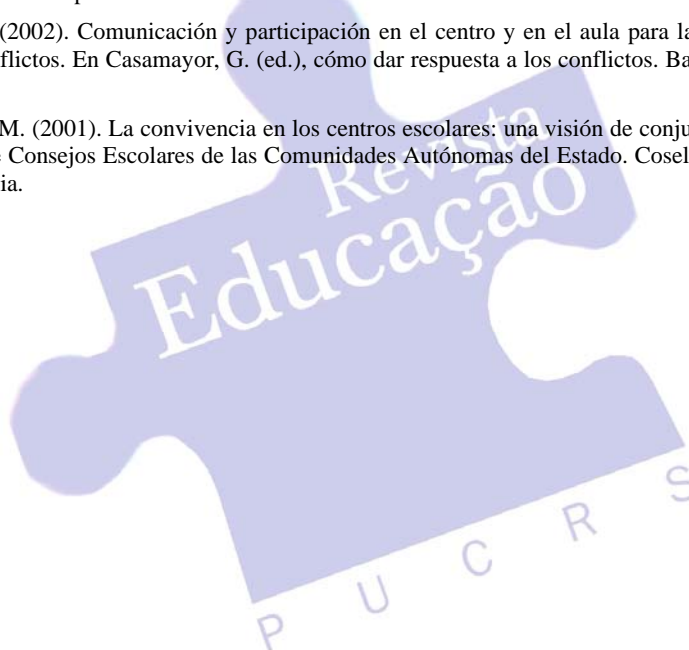 (2002). Comunicación y participación en el centro y en el aula para la
flictos. En Casamayor, G. (ed.), cómo dar respuesta a los conflictos. Ba
M. (2001). La convivencia en los centros escolares: una visión de conju
e Consejos Escolares de las Comunidades Autónomas del Estado. Cosel
ia.
Revista
Educação
P U C R S